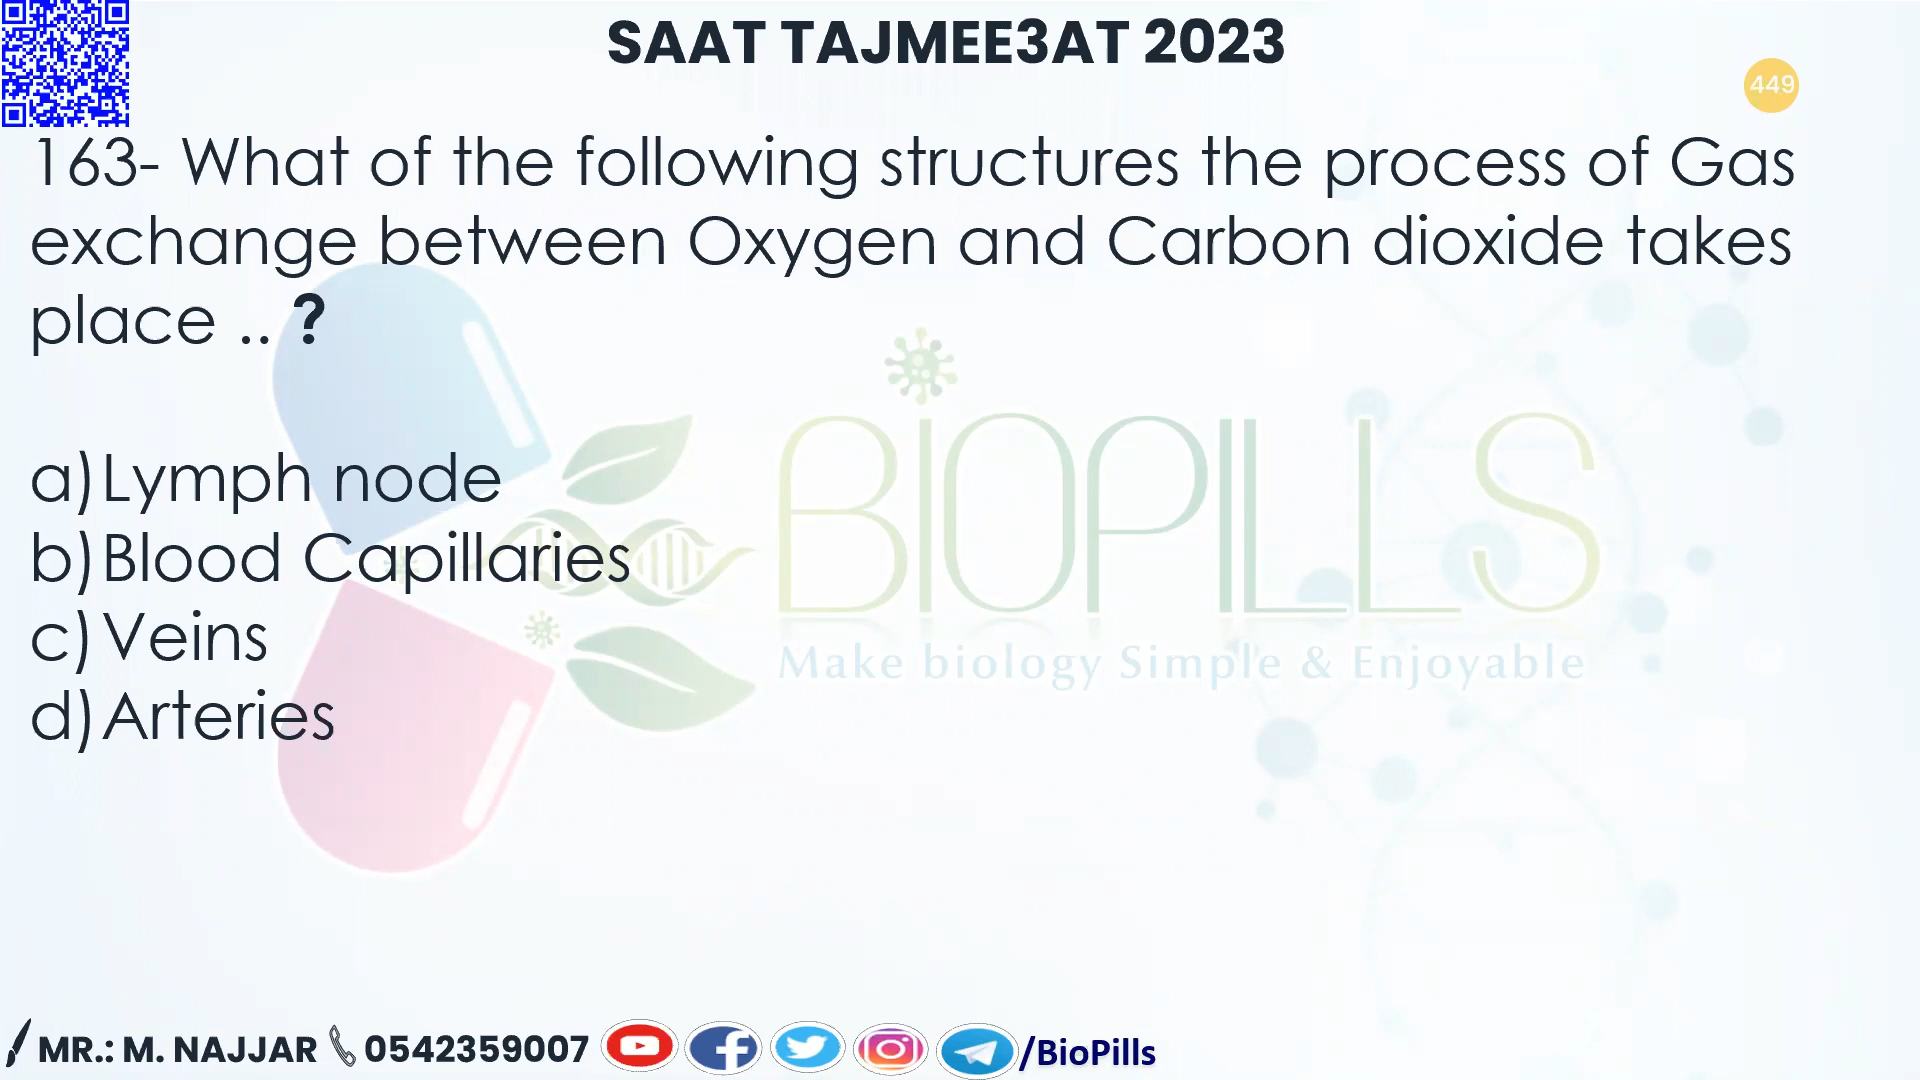 SAAT TAJMEE3AT 2023
449
163- What of the following structures the process of Gas
exchange between Oxygen and Carbon dioxide takes
place .. ?
a) Lymph node
b) Blood Capillaries
c) Veins
d) Arteries
BIOPILLS
Make biology Simple & Enjoyable
MR.: M. NAJJAR 0542359007 /BioPills